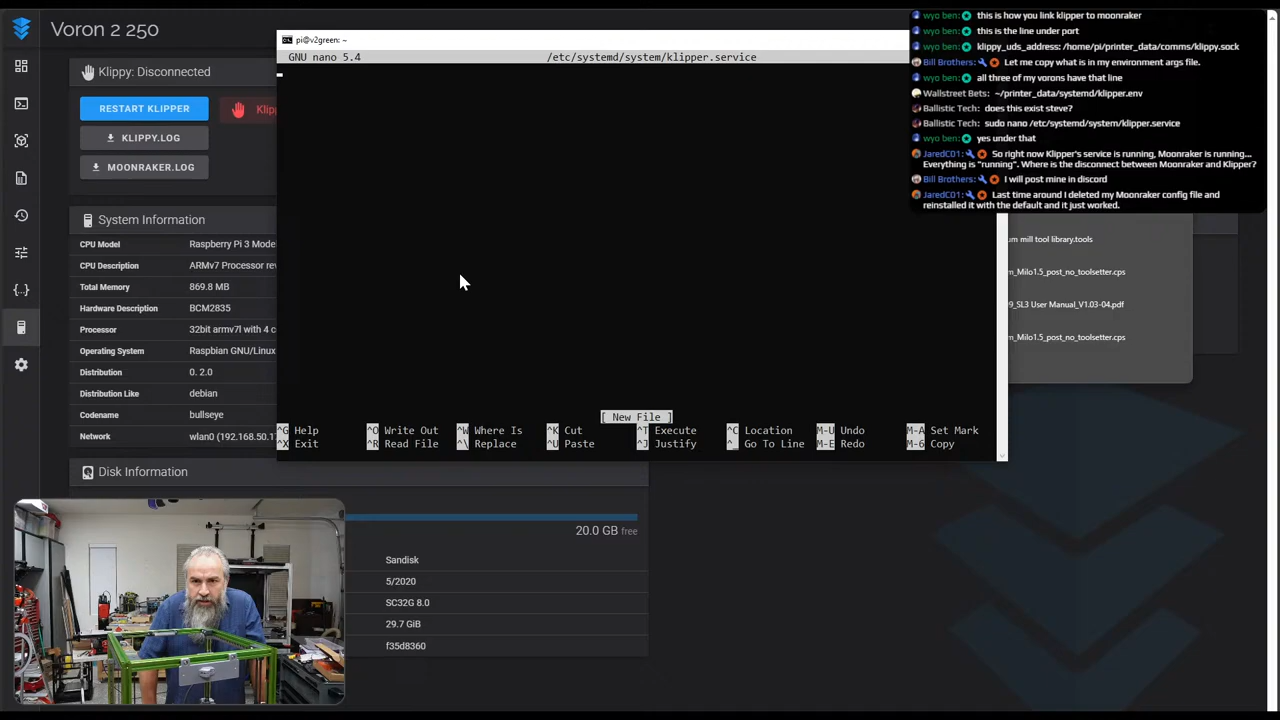 Voron 2 250
Klippy: Disconnected
RESTART KLIPPER
KLIPPY.LOG
MOONRAKER.LOG
System Information
CPU Model Raspberry Pi 3 Mode
CPU Description ARMv7 Processor rev
Total Memory 869.8 MB
Hardware Description BCM2835
Processor 32bit armv7l with 4 c
Operating System Raspbian GNU/Linux
Distribution 0. 2.0
Distribution Like debian
Codename bullseye
Network wlan0 (192.168.50.1
Disk Information
20.0 GB free
Sandisk
5/2020
SC32G 8.0
29.7 GiB
f35d8360
pi@v2green: ~
GNU nano 5.4 /etc/systemd/system/klipper.service
[ New File ]
^G Help ^O Write Out ^W Where Is ^K Cut ^T Execute ^C Location M-U Undo M-A Set Mark
^X Exit ^R Read File ^\ Replace ^U Paste ^J Justify ^_ Go To Line M-E Redo M-6 Copy
wyo ben: this is how you link klipper to moonraker
wyo ben: this is the line under port
wyo ben: klippy_uds_address: /home/pi/printer_data/comms/klippy.sock
Bill Brothers: Let me copy what is in my environment args file.
wyo ben: all three of my vorons have that line
Wallstreet Bets: ~/printer_data/systemd/klipper.env
Ballistic Tech: does this exist steve?
Ballistic Tech: sudo nano /etc/systemd/system/klipper.service
wyo ben: yes under that
JaredC01: So right now Klipper's service is running, Moonraker is running...
Everything is "running". Where is the disconnect between Moonraker and Klipper?
Bill Brothers: I will post mine in discord
JaredC01: Last time around I deleted my Moonraker config file and
reinstalled it with the default and it just worked.
um mill tool library.tools
m_Milo1.5_post_no_toolsetter.cps
9_SL3 User Manual_V1.03-04.pdf
m_Milo1.5_post_no_toolsetter.cps